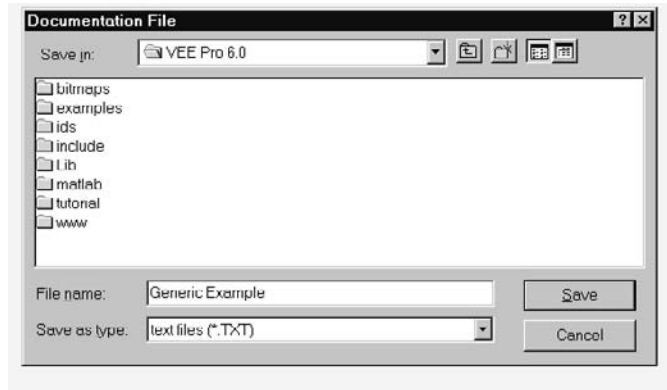 Documentation File
Save in:
VEE Pro 6.0
bitmaps
examples
ids
include
Lib
matlab
tutorial
www
File name:
Generic Example
Save
Save as type:
text files (*.TXT)
Cancel